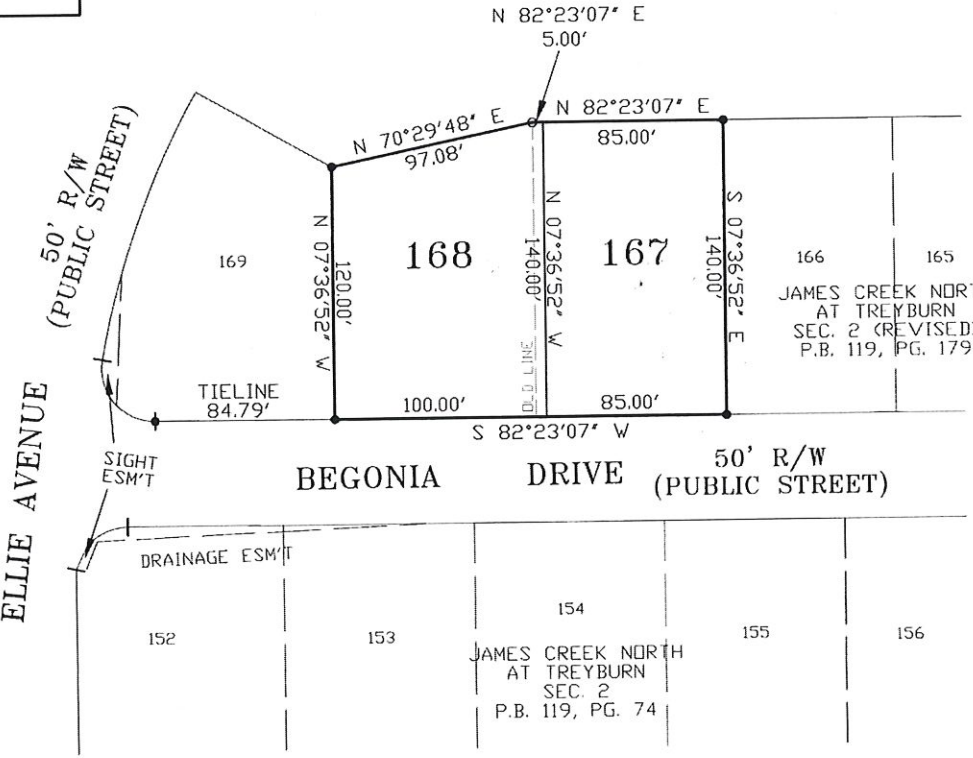 N 82°23'07" E
5.00'
N 70°29'48" E
97.08'
N 82°23'07" E
85.00'
50' R/W
(PUBLIC STREET)
169
N 07°36'52" W
120.00'
168
OLD LINE
140.00'
N 07°36'52" W
167
S 07°36'52" E
140.00'
166
165
JAMES CREEK NORT
AT TREYBURN
SEC. 2 (REVISED)
P.B. 119, PG. 179
TIELINE
84.79'
100.00'
85.00'
S 82°23'07" W
ELLIE AVENUE
SIGHT
ESM'T
BEGONIA DRIVE
50' R/W
(PUBLIC STREET)
DRAINAGE ESM'T
152
153
154
155
156
JAMES CREEK NORTH
AT TREYBURN
SEC. 2
P.B. 119, PG. 74